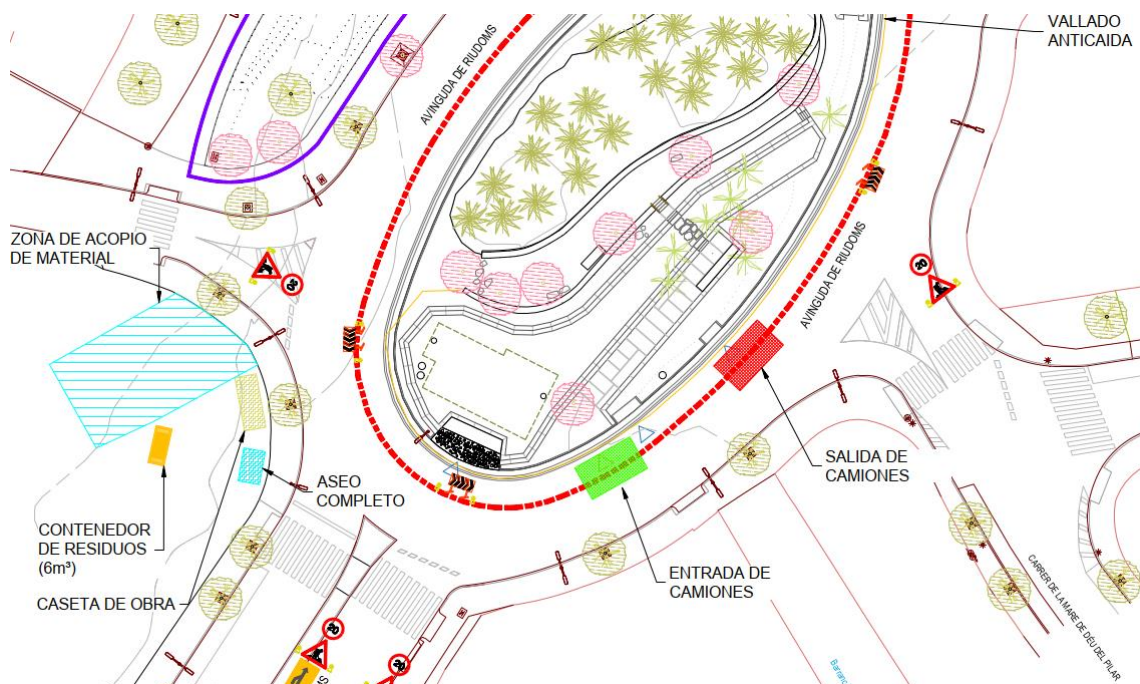 VALLADO
ANTICAIDA
AVINGUDA DE RIUDOMS
AVINGUDA DE RIUDOMS
ZONA DE ACOPIO
DE MATERIAL
20
SALIDA DE
CAMIONES
ASEO
COMPLETO
CONTENEDOR
DE RESIDUOS
(6m³)
ENTRADA DE
CAMIONES
CASETA DE OBRA
CARRER DE LA MARE DE DÉU DEL PILAR
20
20